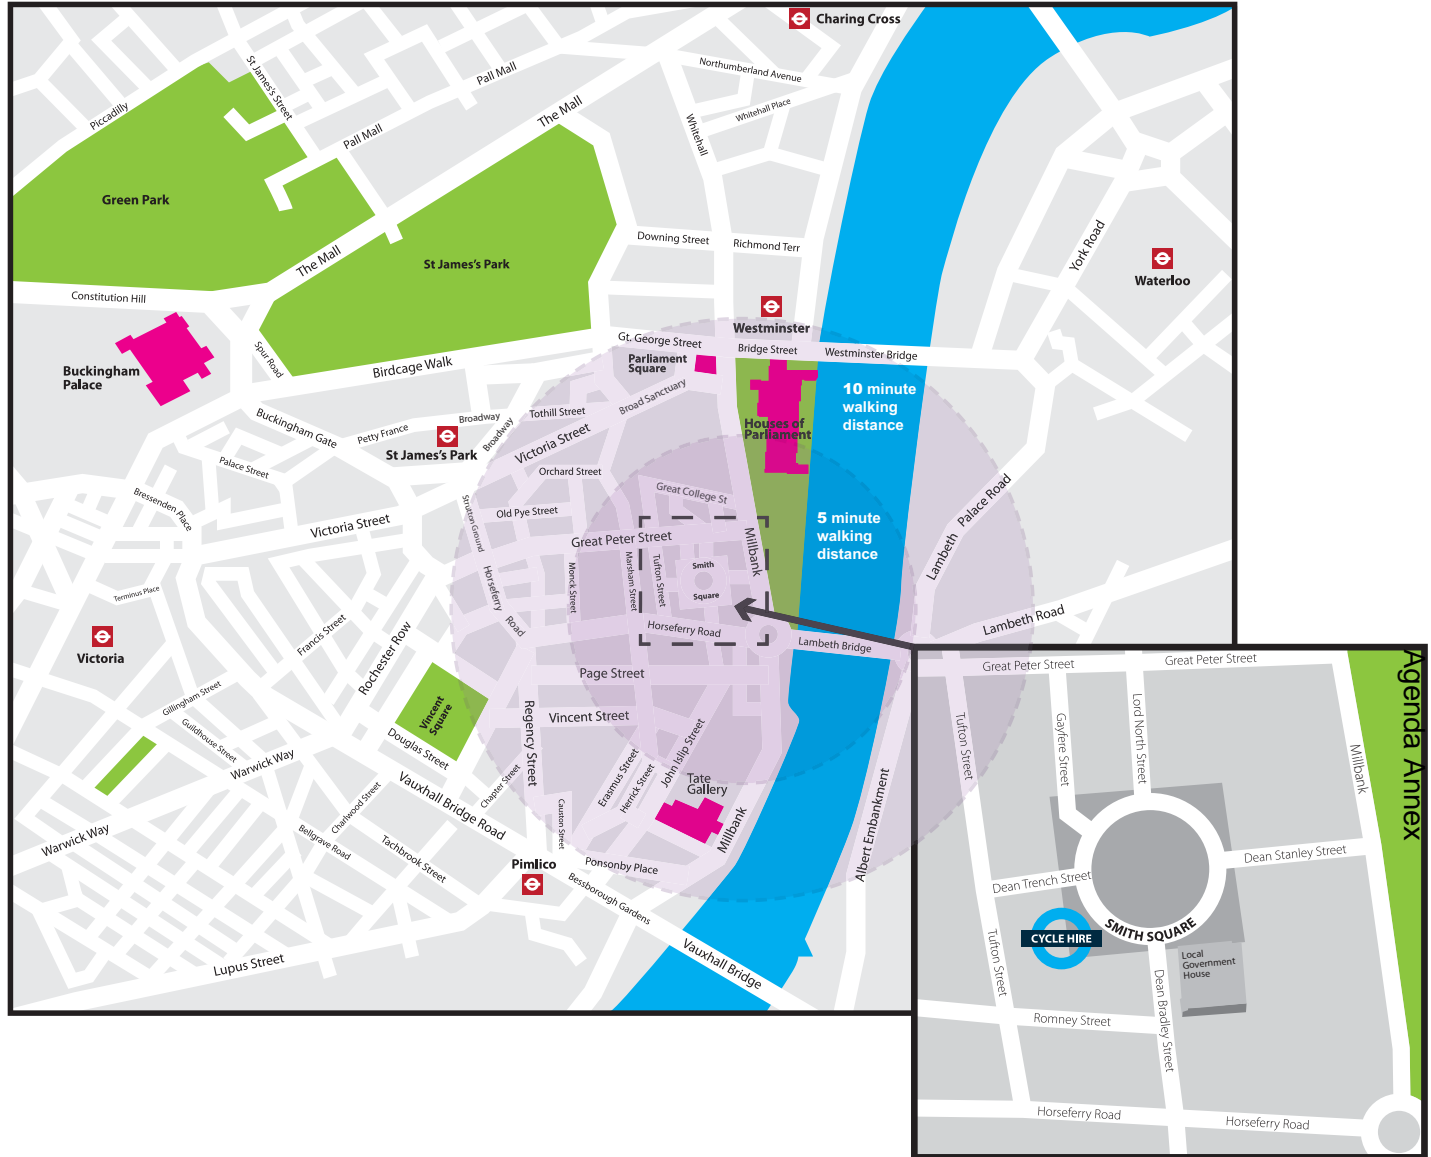 Charing Cross
Northumberland Avenue
Whitehall Place
Whitehall
St James's Street
Pall Mall
Piccadilly
Pall Mall
The Mall
Green Park
Downing Street
Richmond Terr
York Road
Waterloo
The Mall
St James's Park
Constitution Hill
Westminster
Gt. George Street
Bridge Street
Westminster Bridge
Parliament
Square
Spur Road
Buckingham
Palace
Birdcage Walk
10 minute
walking
distance
Broad Sanctuary
Tothill Street
Broadway
Broadway
Petty France
Buckingham Gate
Houses of
Parliament
Victoria Street
St James's Park
Palace Street
Orchard Street
Great College St
Bressenden Place
Strutton Ground
Old Pye Street
Victoria Street
Great Peter Street
Millbank
5 minute
walking
distance
Lambeth
Palace Road
Smith
Square
Marsham Street
Tufton Street
Monck Street
Horseferry
Road
Terminus Place
Francis Street
Rochester Row
Victoria
Horseferry Road
Lambeth Bridge
Lambeth Road
Page Street
Vincent
Square
Vincent Street
Gillingham Street
Guildhouse Street
Warwick Way
Douglas Street
Regency Street
Erasmus Street
Herrick Street
John Islip Street
Tate
Gallery
Millbank
Albert Embankment
Vauxhall Bridge Road
Chapter Street
Causton Street
Charlwood Street
Bellgrave Road
Tachbrook Street
Warwick Way
Pimlico
Ponsonby Place
Bessborough Gardens
Lupus Street
Vauxhall Bridge
Great Peter Street
Great Peter Street
Agenda Annex
Tufton Street
Gayfere Street
Lord North Street
Millbank
Dean Stanley Street
Dean Trench Street
SMITH SQUARE
CYCLE HIRE
Tufton Street
Local
Government
House
Dean Bradley Street
Romney Street
Horseferry Road
Horseferry Road